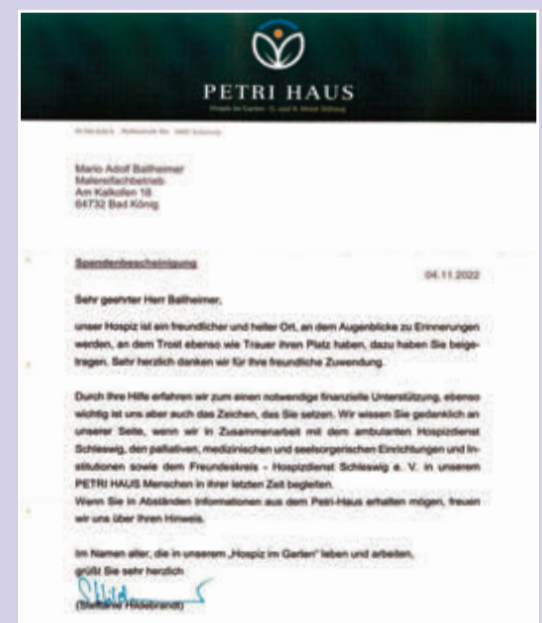 PETRI HAUS
Hospiz im Garten
Mario Adolf Ballheimer
Malereifachbetrieb
Am Kalkofen 18
64732 Bad König
Spendenbescheinigung
04.11.2022
Sehr geehrter Herr Ballheimer,
unser Hospiz ist ein freundlicher und heller Ort, an dem Augenblicke zu Erinnerungen
werden, an dem Trost ebenso wie Trauer ihren Platz haben, dazu haben Sie beige-
tragen. Sehr herzlich danken wir für Ihre freundliche Zuwendung.
Durch Ihre Hilfe erfahren wir zum einen notwendige finanzielle Unterstützung, ebenso
wichtig ist uns aber auch das Zeichen, das Sie setzen. Wir wissen Sie gedanklich an
unserer Seite, wenn wir in Zusammenarbeit mit dem ambulanten Hospizdienst
Schleswig, den palliativen, medizinischen und seelsorgerischen Einrichtungen und In-
stitutionen sowie dem Freundeskreis - Hospizdienst Schleswig e. V. in unserem
PETRI HAUS Menschen in ihrer letzten Zeit begleiten.
Wenn Sie in Abständen Informationen aus dem Petri-Haus erhalten mögen, freuen
wir uns über Ihren Hinweis.
Im Namen aller, die in unserem „Hospiz im Garten" leben und arbeiten,
grüßt Sie sehr herzlich
(Stefanie Hildebrandt)